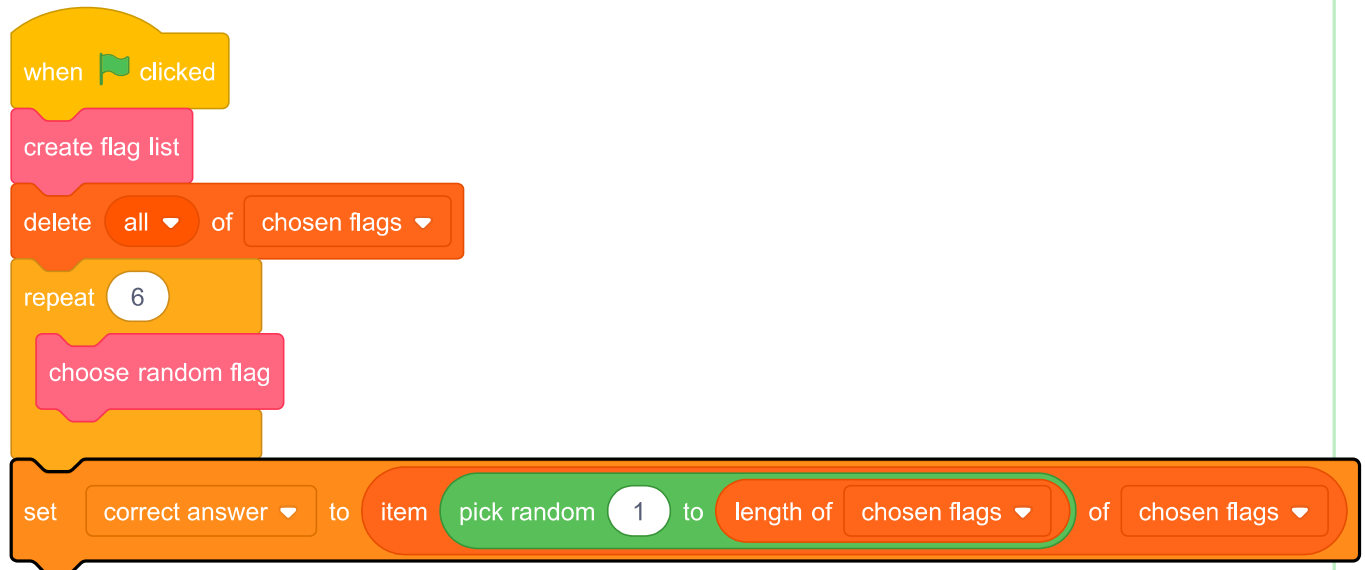 when clicked
create flag list
delete all of chosen flags
repeat 6
choose random flag
set correct answer to item pick random 1 to length of chosen flags of chosen flags